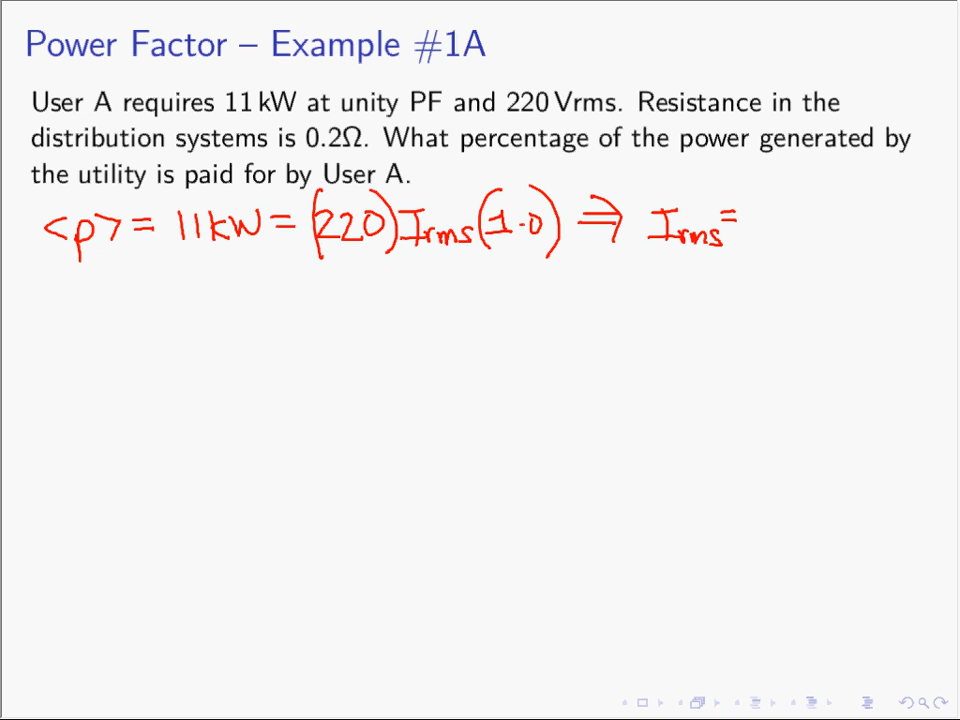 Power Factor – Example #1A
User A requires 11 kW at unity PF and 220 Vrms. Resistance in the
distribution systems is 0.2Ω. What percentage of the power generated by
the utility is paid for by User A.
<p> = 11kW = (220) Irms (1.0) ⇒ Irms =